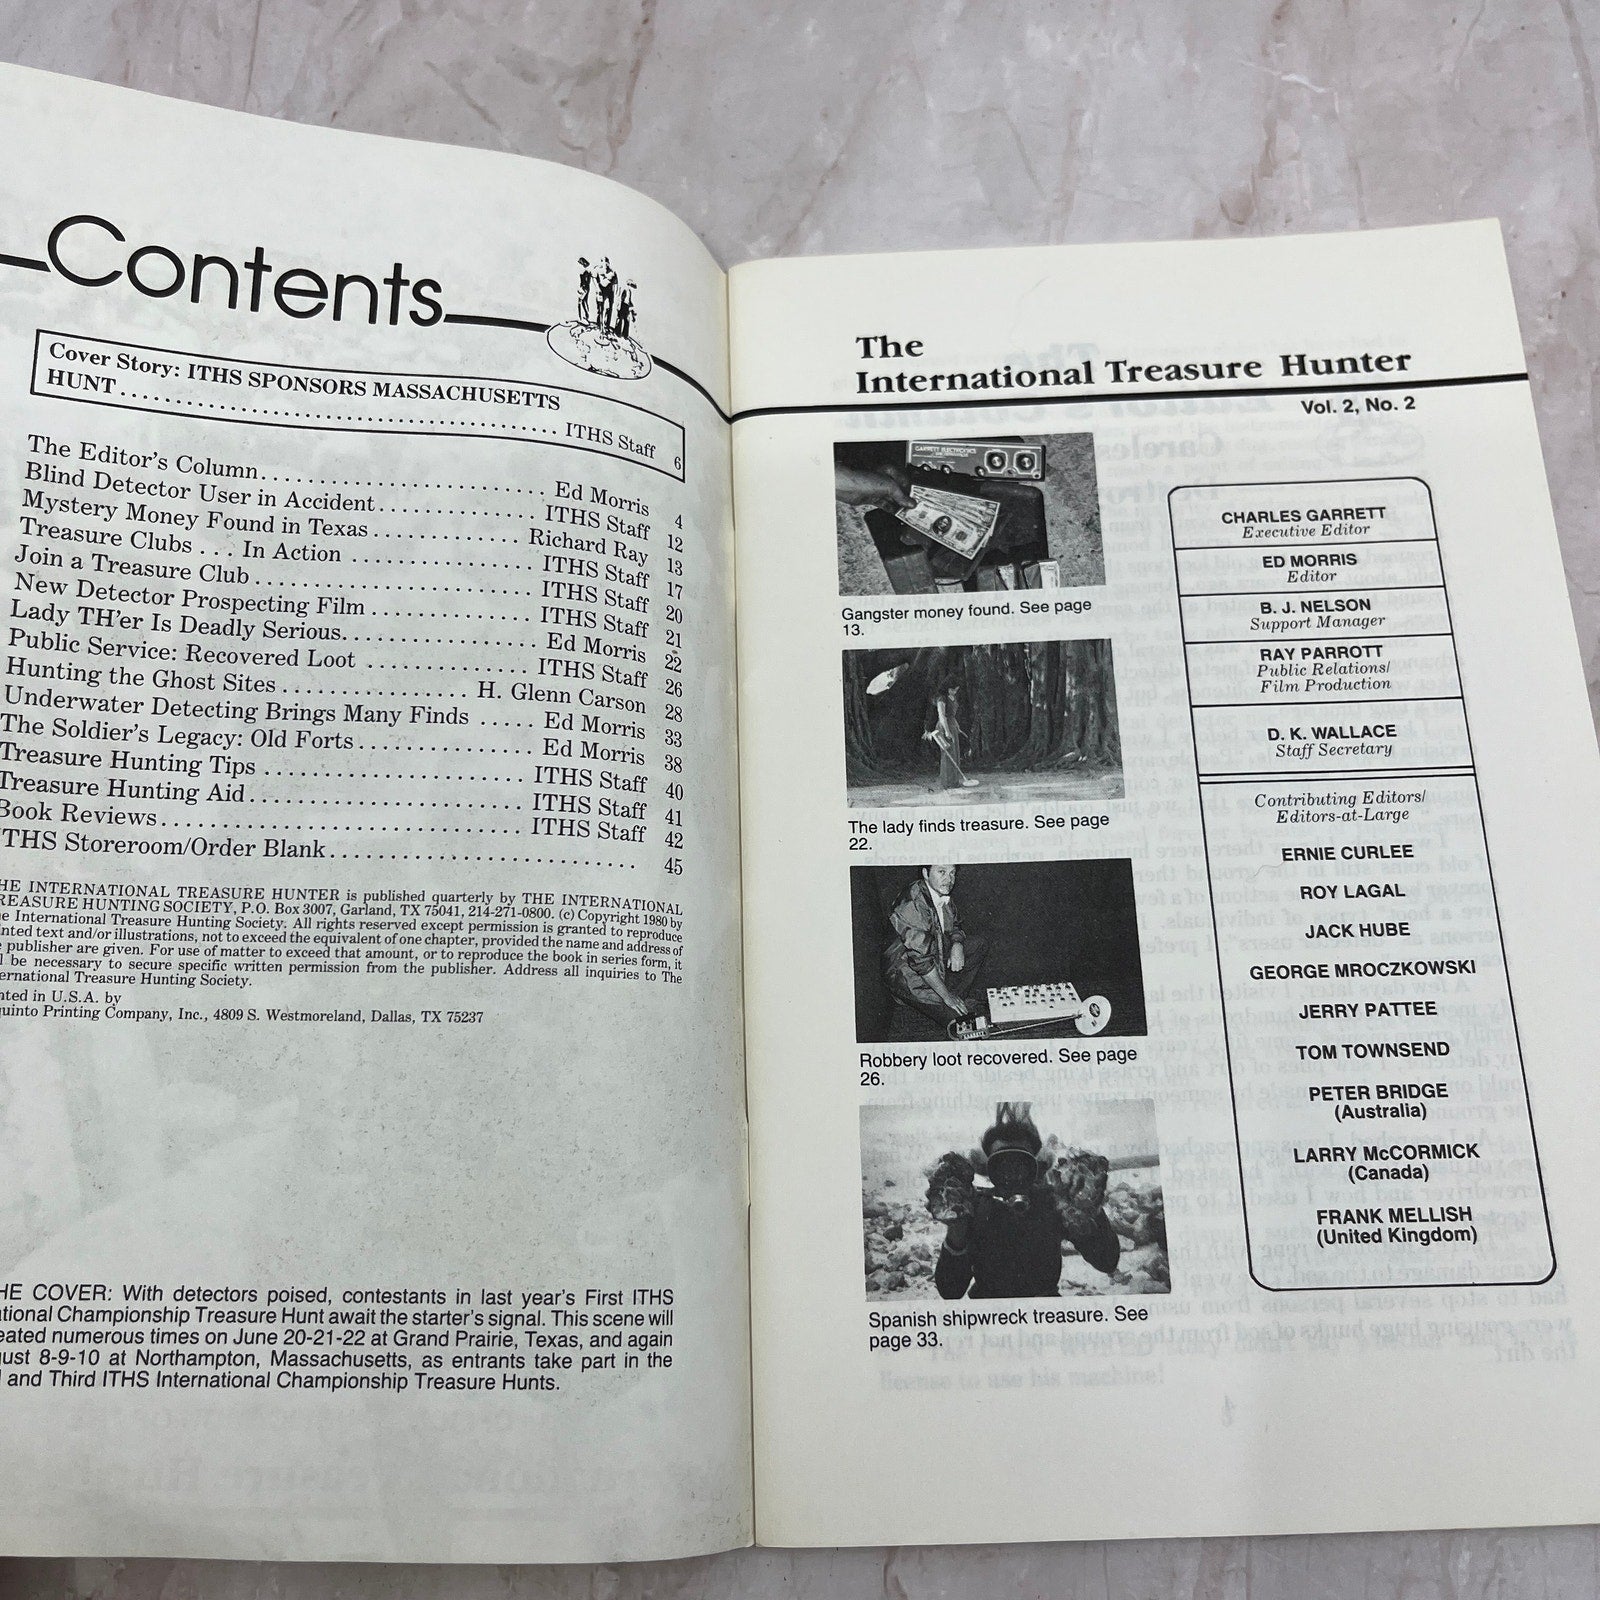 Contents
Cover Story: ITHS SPONSORS MASSACHUSETTS
HUNT........................................ ITHS Staff 6
The Editor's Column.......................... Ed Morris 4
Blind Detector User in Accident.............. ITHS Staff 12
Mystery Money Found in Texas............. Richard Ray 13
Treasure Clubs . . . In Action ................ ITHS Staff 17
Join a Treasure Club......................... ITHS Staff 20
New Detector Prospecting Film ............... ITHS Staff 21
Lady TH'er Is Deadly Serious................. Ed Morris 22
Public Service: Recovered Loot .............. ITHS Staff 26
Hunting the Ghost Sites ................ H. Glenn Carson 28
Underwater Detecting Brings Many Finds ..... Ed Morris 33
The Soldier's Legacy: Old Forts............... Ed Morris 38
Treasure Hunting Tips ....................... ITHS Staff 40
Treasure Hunting Aid........................ ITHS Staff 41
Book Reviews................................ ITHS Staff 42
THS Storeroom/Order Blank........................... 45
HE INTERNATIONAL TREASURE HUNTER is published quarterly by THE INTERNATIONAL
REASURE HUNTING SOCIETY, P.O. Box 3007, Garland, TX 75041, 214-271-0800. (c) Copyright 1980 by
e International Treasure Hunting Society. All rights reserved except permission is granted to reproduce
nted text and/or illustrations, not to exceed the equivalent of one chapter, provided the name and address of
e publisher are given. For use of matter to exceed that amount, or to reproduce the book in series form, it
l be necessary to secure specific written permission from the publisher. Address all inquiries to The
ernational Treasure Hunting Society.
nted in U.S.A. by
uinto Printing Company, Inc., 4809 S. Westmoreland, Dallas, TX 75237
HE COVER: With detectors poised, contestants in last year's First ITHS
ational Championship Treasure Hunt await the starter's signal. This scene will
eated numerous times on June 20-21-22 at Grand Prairie, Texas, and again
gust 8-9-10 at Northampton, Massachusetts, as entrants take part in the
d and Third ITHS International Championship Treasure Hunts.
The
International Treasure Hunter
Vol. 2, No. 2
GARRETT ELECTRONICS
Gangster money found. See page
13.
The lady finds treasure. See page
22.
Robbery loot recovered. See page
26.
Spanish shipwreck treasure. See
page 33.
CHARLES GARRETT
Executive Editor
ED MORRIS
Editor
B. J. NELSON
Support Manager
RAY PARROTT
Public Relations/
Film Production
D. K. WALLACE
Staff Secretary
Contributing Editors/
Editors-at-Large
ERNIE CURLEE
ROY LAGAL
JACK HUBE
GEORGE MROCZKOWSKI
JERRY PATTEE
TOM TOWNSEND
PETER BRIDGE
(Australia)
LARRY McCORMICK
(Canada)
FRANK MELLISH
(United Kingdom)